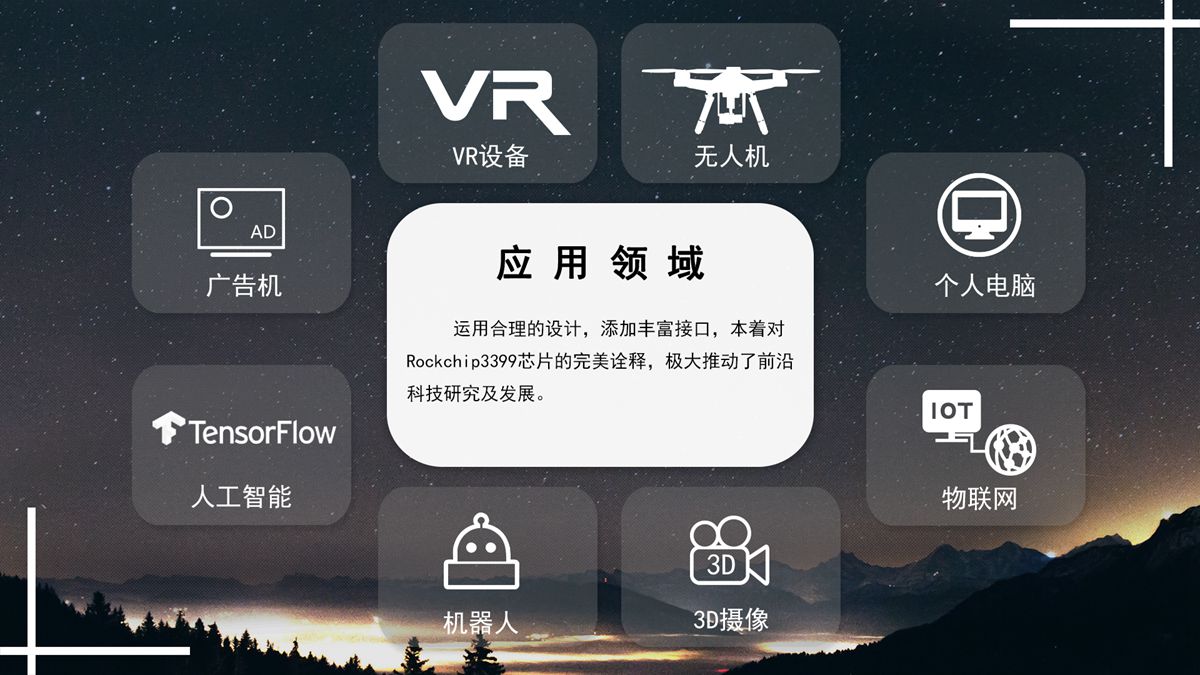 VR
VR设备
无人机
AD
广告机
个人电脑
应用领域
运用合理的设计，添加丰富接口，本着对
Rockchip3399芯片的完美诠释，极大推动了前沿
科技研究及发展。
TensorFlow
人工智能
IOT
物联网
机器人
3D
3D摄像